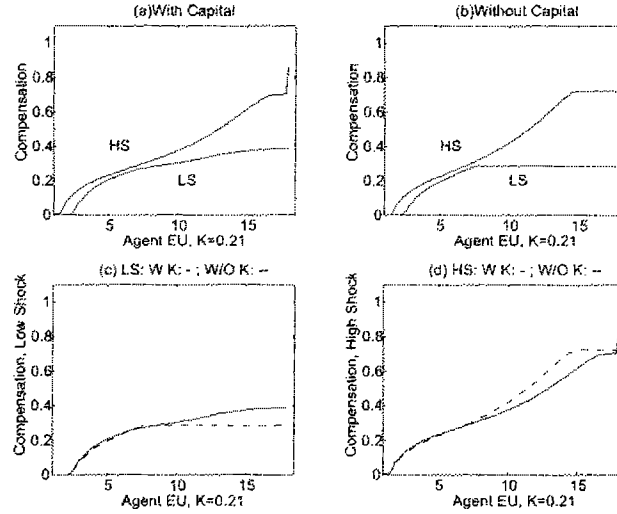 (a)With Capital
Compensation
1
0.8
0.6
0.4
0.2
0
HS
LS
5 10 15
Agent EU, K=0.21
(b)Without Capital
Compensation
1
0.8
0.6
0.4
0.2
0
HS
LS
5 10 15
Agent EU, K=0.21
(c) LS: W K: - ; W/O K: --
Compensation, Low Shock
1
0.8
0.6
0.4
0.2
0
5 10 15
Agent EU, K=0.21
(d) HS: W K: - ; W/O K: --
Compensation, High Shock
1
0.8
0.6
0.4
0.2
0
5 10 15
Agent EU, K=0.21